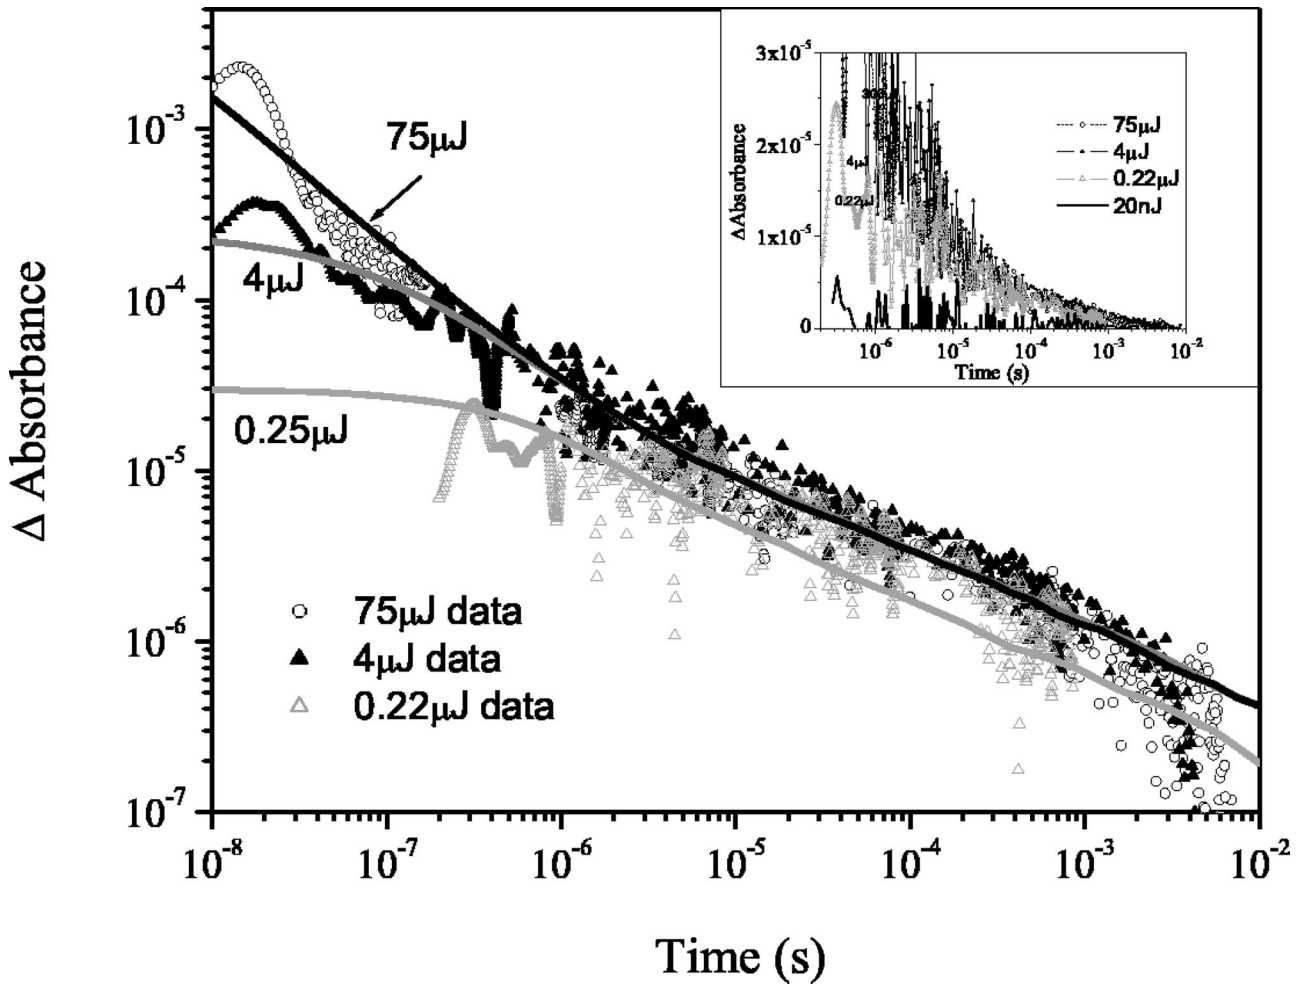 Δ Absorbance
10⁻³
10⁻⁴
10⁻⁵
10⁻⁶
10⁻⁷
75μJ
4μJ
0.25μJ
75μJ data
4μJ data
0.22μJ data
10⁻⁸
10⁻⁷
10⁻⁶
10⁻⁵
10⁻⁴
10⁻³
10⁻²
Time (s)
ΔAbsorbance
3x10⁻⁵
2x10⁻⁵
1x10⁻⁵
0
4μJ
0.22μJ
75μJ
4μJ
0.22μJ
20nJ
10⁻⁶
10⁻⁵
10⁻⁴
10⁻³
10⁻²
Time (s)